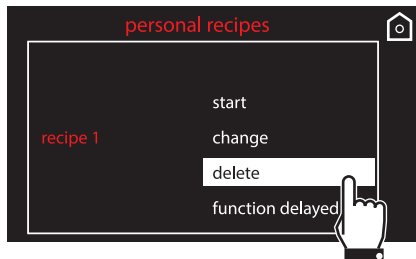 personal recipes
start
recipe 1
change
delete
function delayed